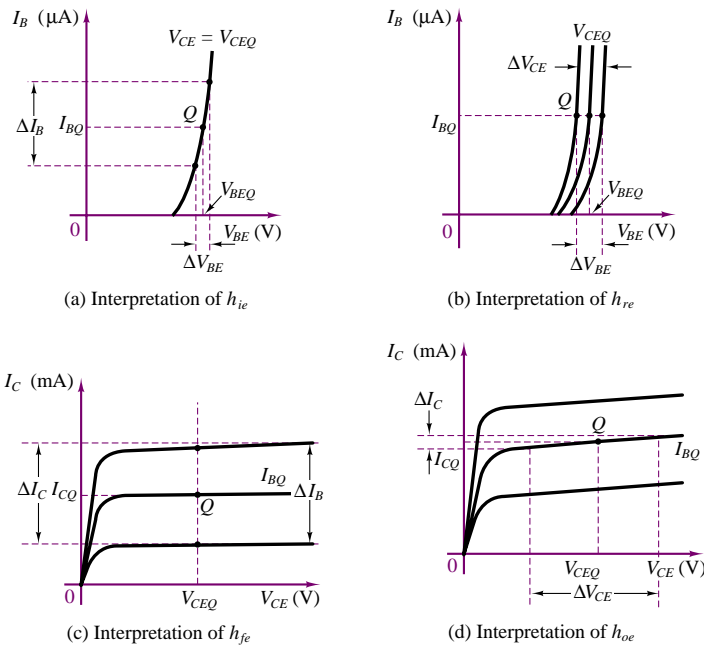 I_B (μA)
V_CE = V_CEQ
ΔI_B
I_BQ
Q
V_BEQ
0
V_BE (V)
ΔV_BE
(a) Interpretation of h_ie
I_B (μA)
V_CEQ
ΔV_CE
Q
I_BQ
V_BEQ
0
V_BE (V)
ΔV_BE
(b) Interpretation of h_re
I_C (mA)
I_BQ
ΔI_C I_CQ
ΔI_B
Q
0
V_CEQ
V_CE (V)
(c) Interpretation of h_fe
I_C (mA)
ΔI_C
Q
I_CQ
I_BQ
0
V_CEQ
V_CE (V)
ΔV_CE
(d) Interpretation of h_oe